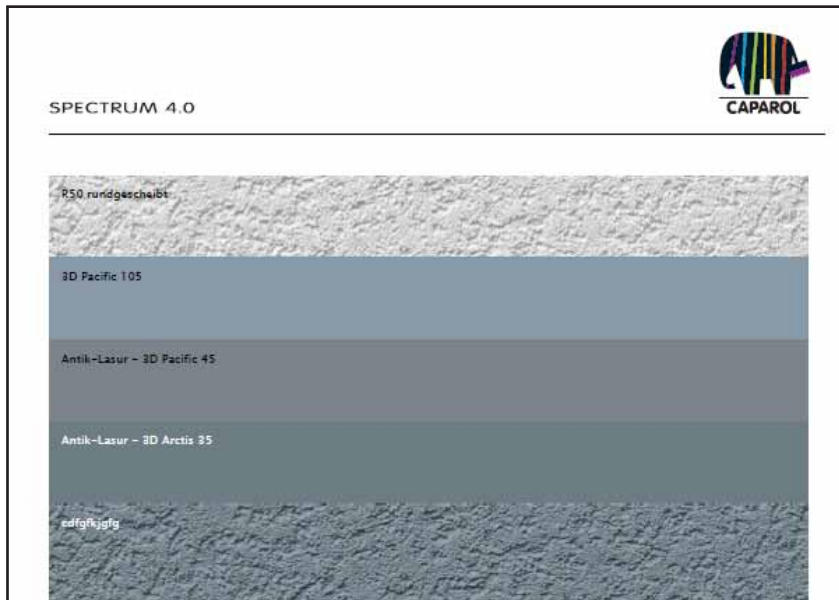 CAPAROL
SPECTRUM 4.0
R50 rundgescheibt
3D Pacific 105
Antik-Lasur - 3D Pacific 45
Antik-Lasur - 3D Arctis 35
edfgfkjgfg